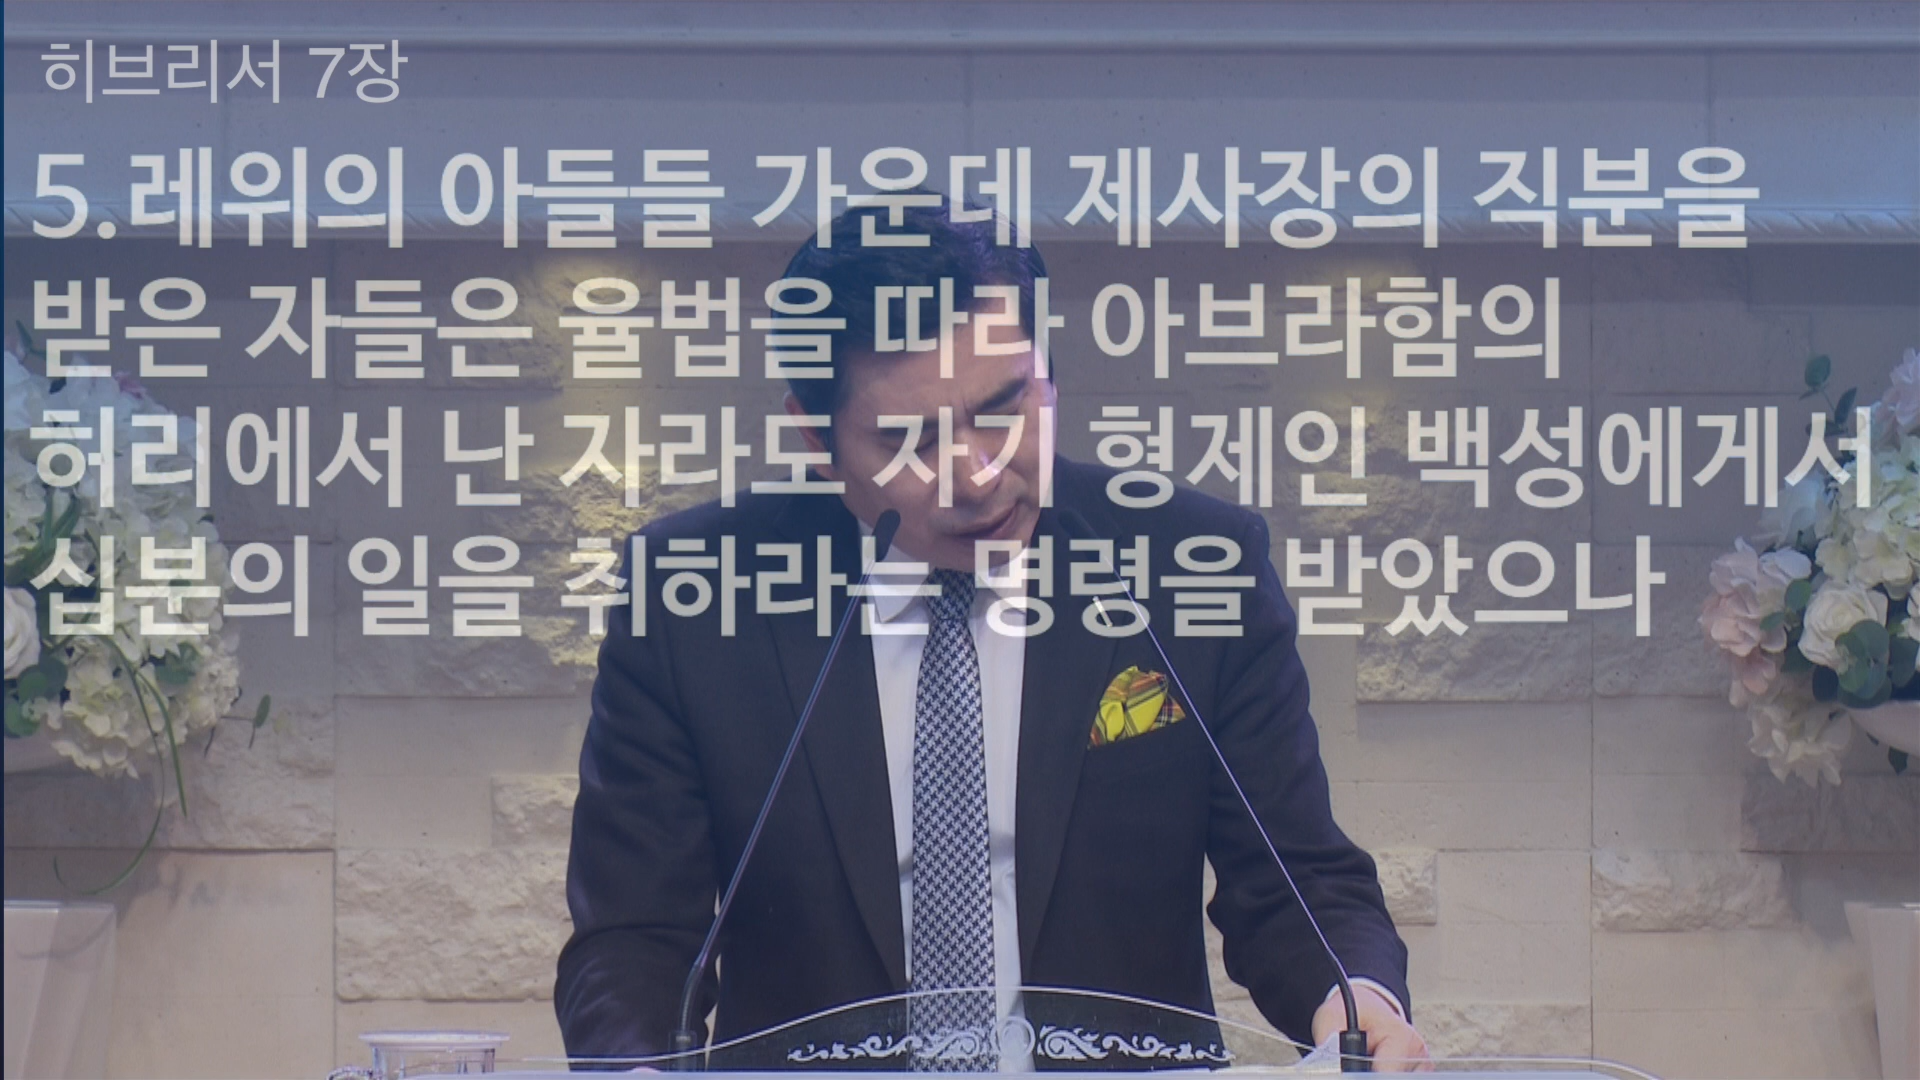 히브리서 7장
5.레위의 아들들 가운데 제사장의 직분을
받은 자들은 율법을 따라 아브라함의
허리에서 난 자라도 자기 형제인 백성에게서
십분의 일을 취하라는 명령을 받았으나